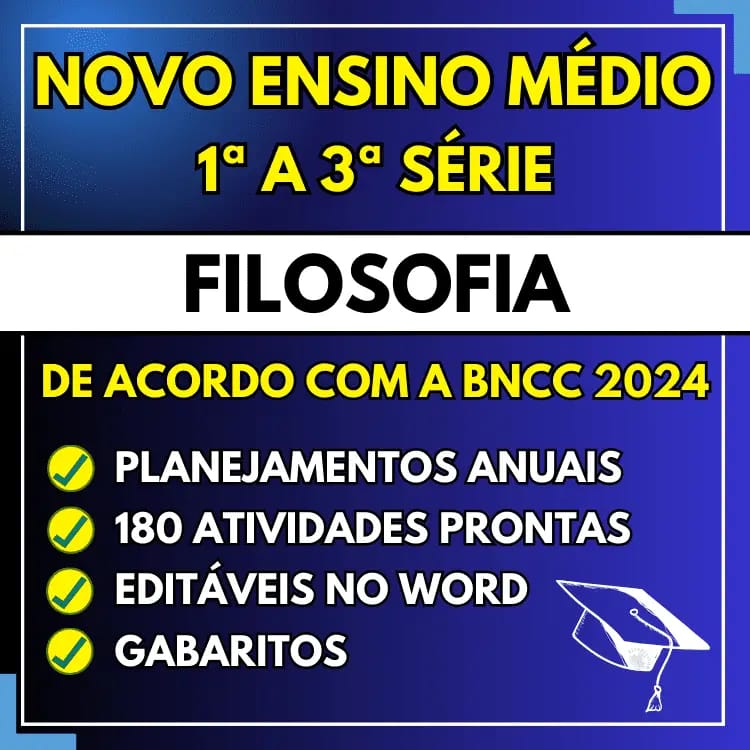 NOVO ENSINO MÉDIO
1ª A 3ª SÉRIE
FILOSOFIA
DE ACORDO COM A BNCC 2024
PLANEJAMENTOS ANUAIS
180 ATIVIDADES PRONTAS
EDITÁVEIS NO WORD
GABARITOS